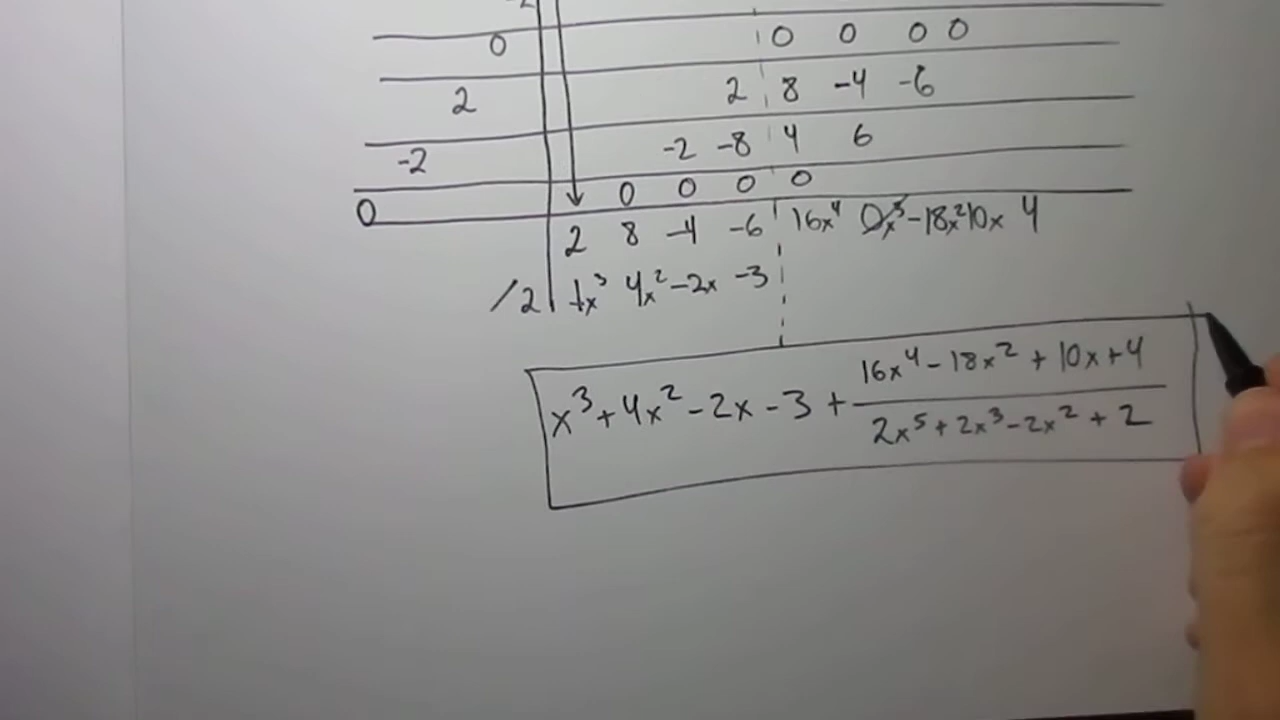 -2
0 0 0 0 0
2 2 8 -4 -6
-2 -2 -8 4 6
0 0 0 0 0
2 8 -4 -6 16x⁴ 0x³ -18x² 10x 4
/2 1x³ 4x² -2x -3
x³ + 4x² - 2x - 3 + (16x⁴ - 18x² + 10x + 4)/(2x⁵ + 2x³ - 2x² + 2)